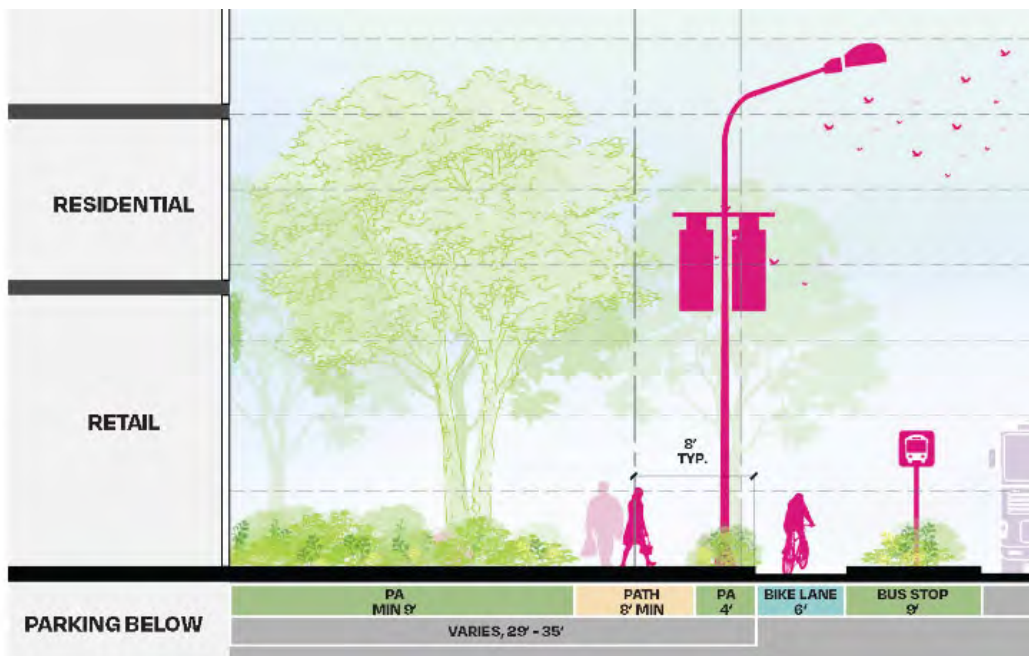 RESIDENTIAL
RETAIL
8'
TYP.
PARKING BELOW
PA
MIN 9'
PATH
8' MIN
PA
4'
BIKE LANE
6'
BUS STOP
9'
VARIES, 29' - 35'